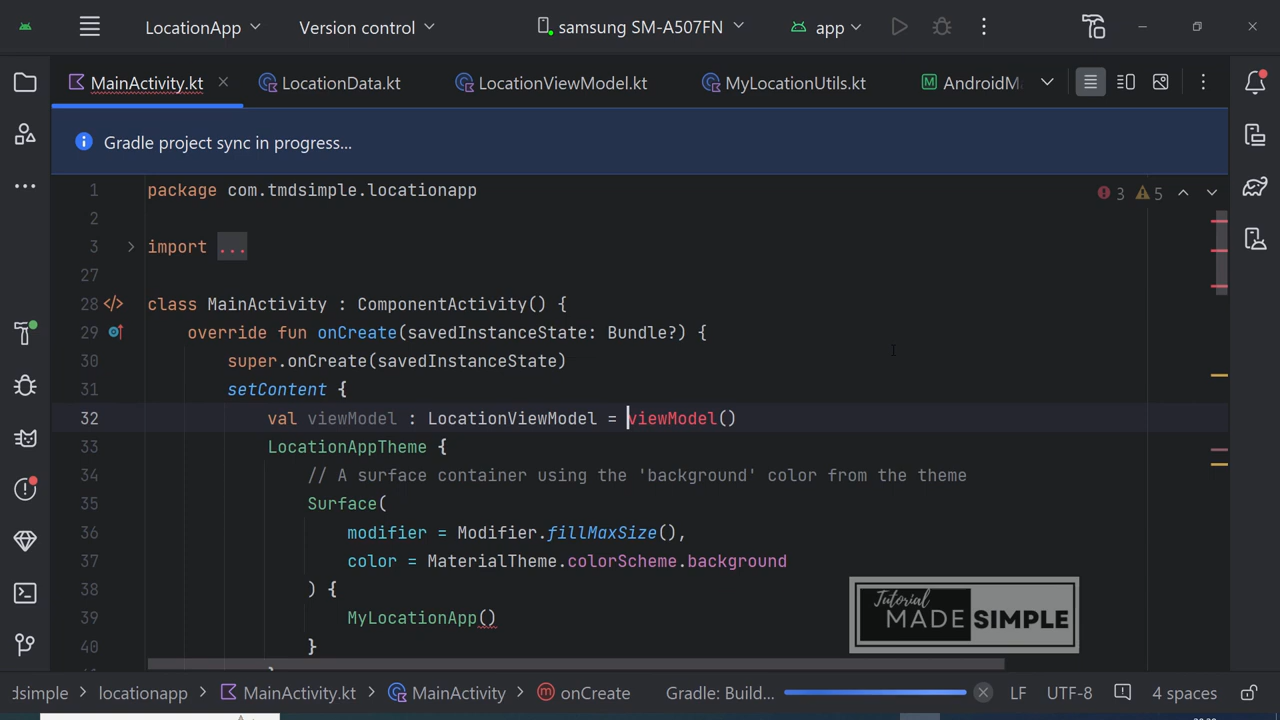 LocationApp
Version control
samsung SM-A507FN
app
MainActivity.kt
LocationData.kt
LocationViewModel.kt
MyLocationUtils.kt
AndroidM
Gradle project sync in progress...
1 package com.tmdsimple.locationapp
3 5
2
3 import ...
27
28 class MainActivity : ComponentActivity() {
29 override fun onCreate(savedInstanceState: Bundle?) {
30 super.onCreate(savedInstanceState)
31 setContent {
32 val viewModel : LocationViewModel = viewModel()
33 LocationAppTheme {
34 // A surface container using the 'background' color from the theme
35 Surface(
36 modifier = Modifier.fillMaxSize(),
37 color = MaterialTheme.colorScheme.background
38 ) {
39 MyLocationApp()
40 }
Tutorial
MADE SIMPLE
dsimple > locationapp > MainActivity.kt > MainActivity > onCreate
Gradle: Build...
LF
UTF-8
4 spaces